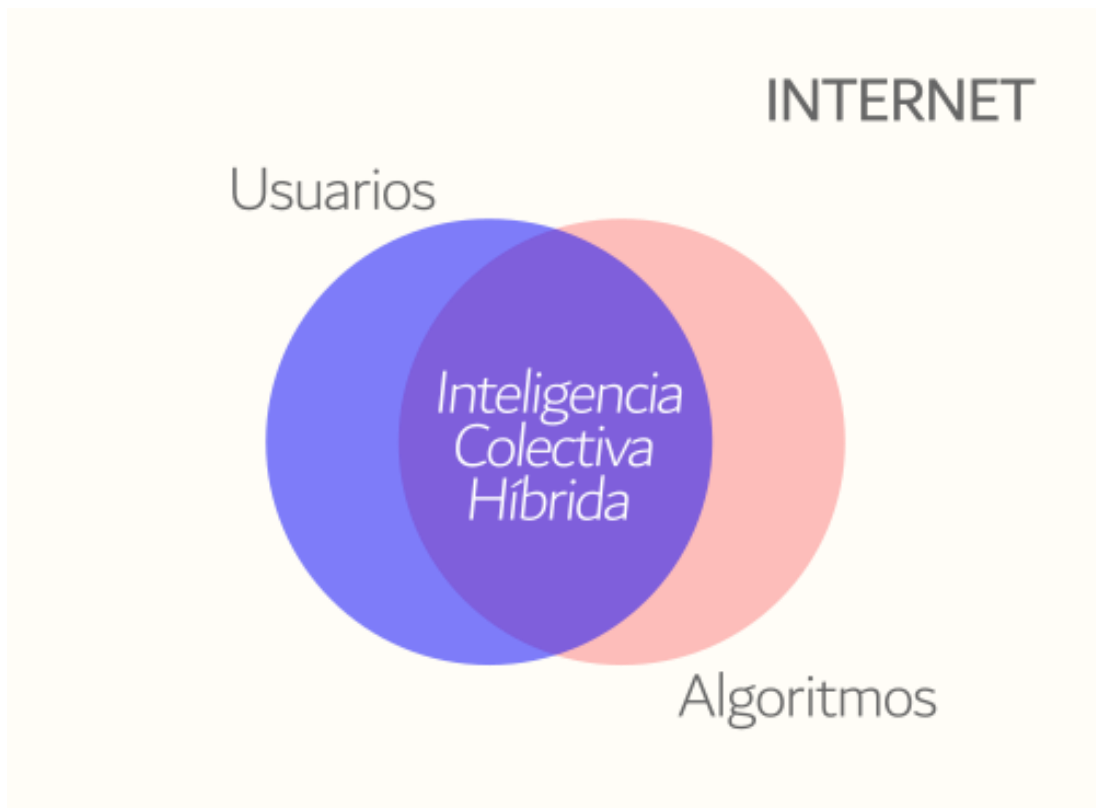 INTERNET
Usuarios
Inteligencia
Colectiva
Híbrida
Algoritmos